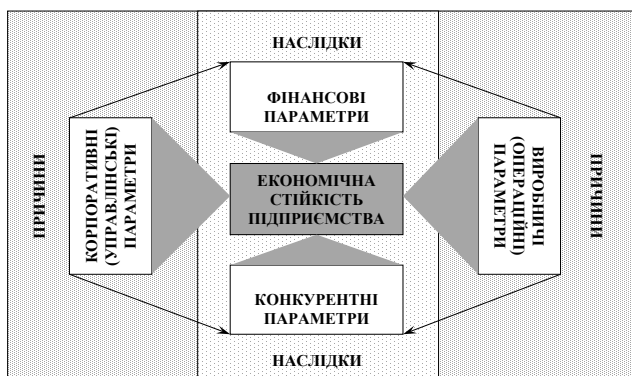 НАСЛІДКИ
ФІНАНСОВІ
ПАРАМЕТРИ
ПРИЧИНИ
КОРПОРАТИВНІ
(УПРАВЛІНСЬКІ)
ПАРАМЕТРИ
ЕКОНОМІЧНА
СТІЙКІСТЬ
ПІДПРИЄМСТВА
ВИРОБНИЧІ
(ОПЕРАЦІЙНІ)
ПАРАМЕТРИ
ПРИЧИНИ
КОНКУРЕНТНІ
ПАРАМЕТРИ
НАСЛІДКИ